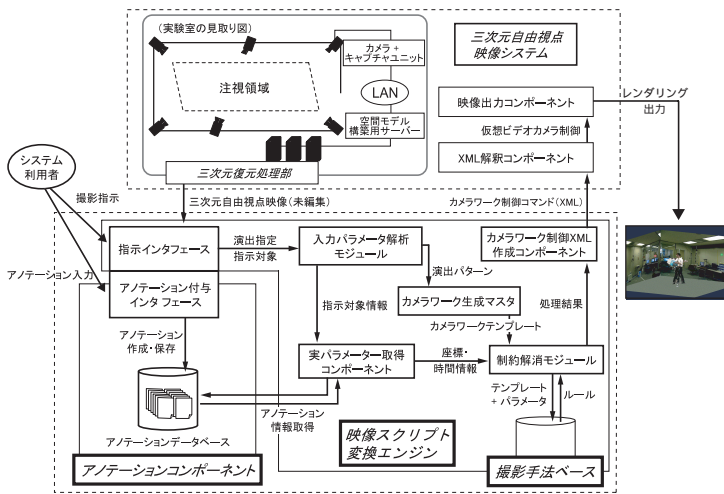 (実験室の見取り図)
カメラ +
キャプチャユニット
注視領域
LAN
空間モデル
構築用サーバー
三次元復元処理部
三次元自由視点
映像システム
映像出力コンポーネント
レンダリング
出力
仮想ビデオカメラ制御
XML解釈コンポーネント
システム
利用者
撮影指示
三次元自由視点映像(未編集)
カメラワーク制御コマンド(XML)
指示インタフェース
演出指定
指示対象
入力パラメータ解析
モジュール
カメラワーク制御XML
作成コンポーネント
アノテーション入力
アノテーション付与
インタ フェース
演出パターン
指示対象情報
カメラワーク生成マスタ
処理結果
カメラワークテンプレート
アノテーション
作成・保存
実パラメーター取得
コンポーネント
座標・
時間情報
制約解消モジュール
テンプレート
+ パラメータ
ルール
アノテーション
情報取得
アノテーションデータベース
映像スクリプト
変換エンジン
アノテーションコンポーネント
撮影手法ベース